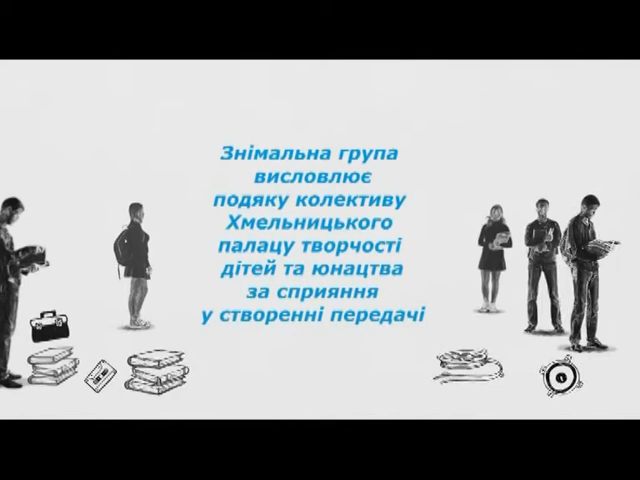 Знімальна група
висловлює
подяку колективу
Хмельницького
палацу творчості
дітей та юнацтва
за сприяння
у створенні передачі